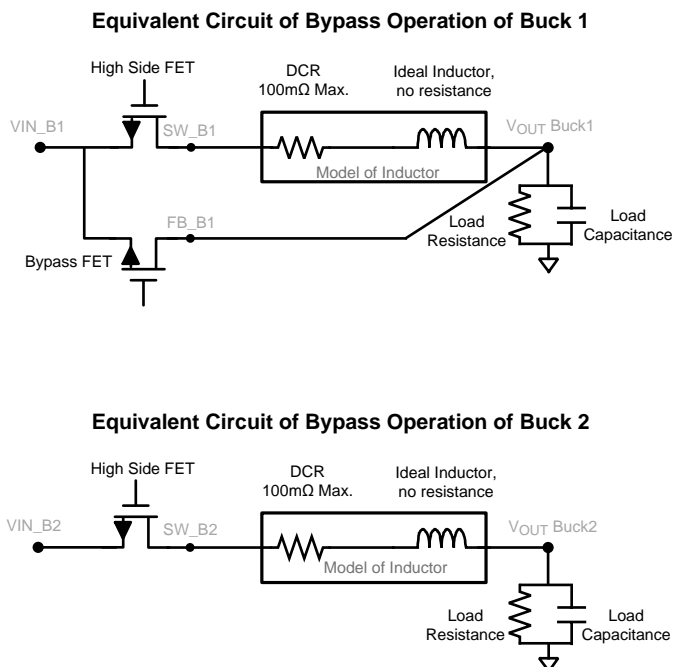 Equivalent Circuit of Bypass Operation of Buck 1
High Side FET
DCR
100mΩ Max.
Ideal Inductor,
no resistance
VIN_B1
SW_B1
VOUT Buck1
Model of Inductor
FB_B1
Load
Resistance
Load
Capacitance
Bypass FET
Equivalent Circuit of Bypass Operation of Buck 2
High Side FET
DCR
100mΩ Max.
Ideal Inductor,
no resistance
VIN_B2
SW_B2
VOUT Buck2
Model of Inductor
Load
Resistance
Load
Capacitance